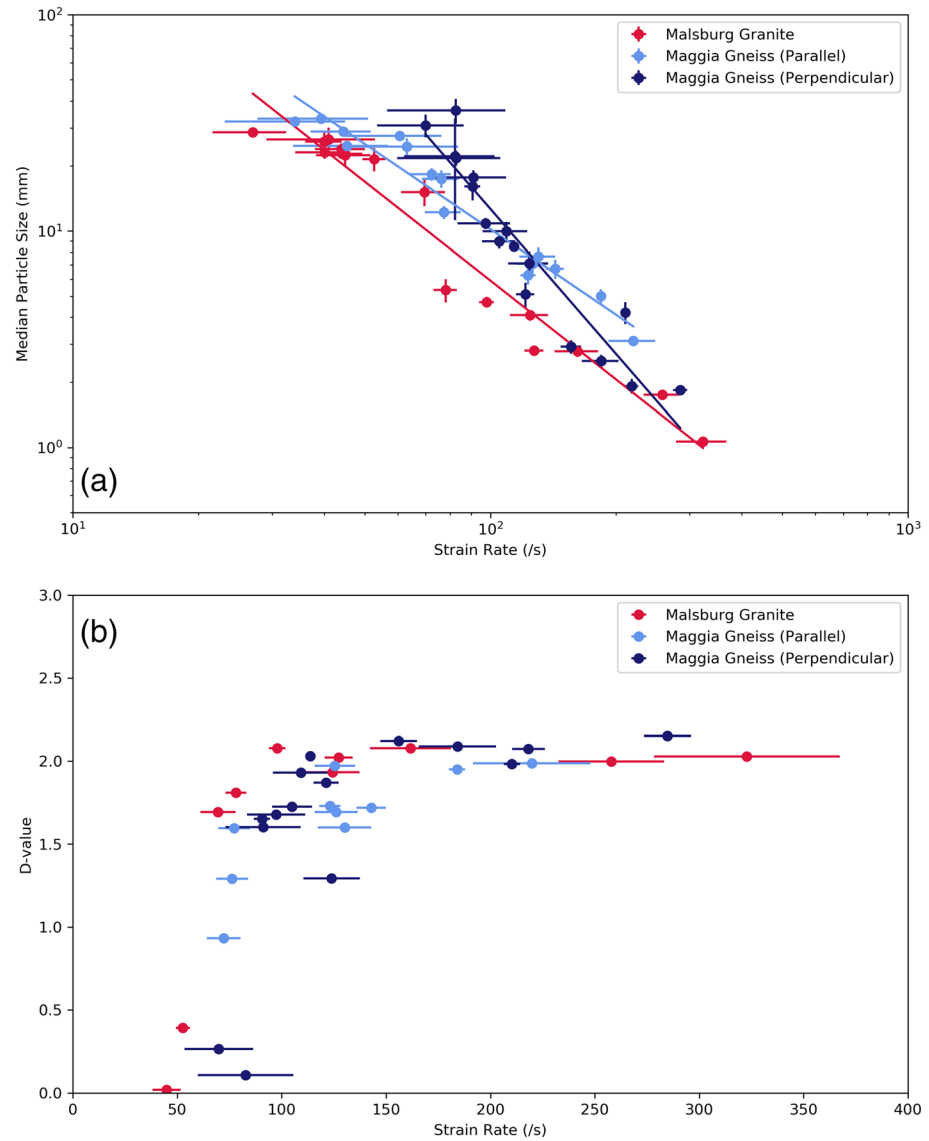 10²
10¹
10⁰
Median Particle Size (mm)
Malsburg Granite
Maggia Gneiss (Parallel)
Maggia Gneiss (Perpendicular)
(a)
10¹
10²
10³
Strain Rate (/s)
3.0
2.5
2.0
1.5
1.0
0.5
0.0
D-value
(b)
Malsburg Granite
Maggia Gneiss (Parallel)
Maggia Gneiss (Perpendicular)
0
50
100
150
200
250
300
350
400
Strain Rate (/s)